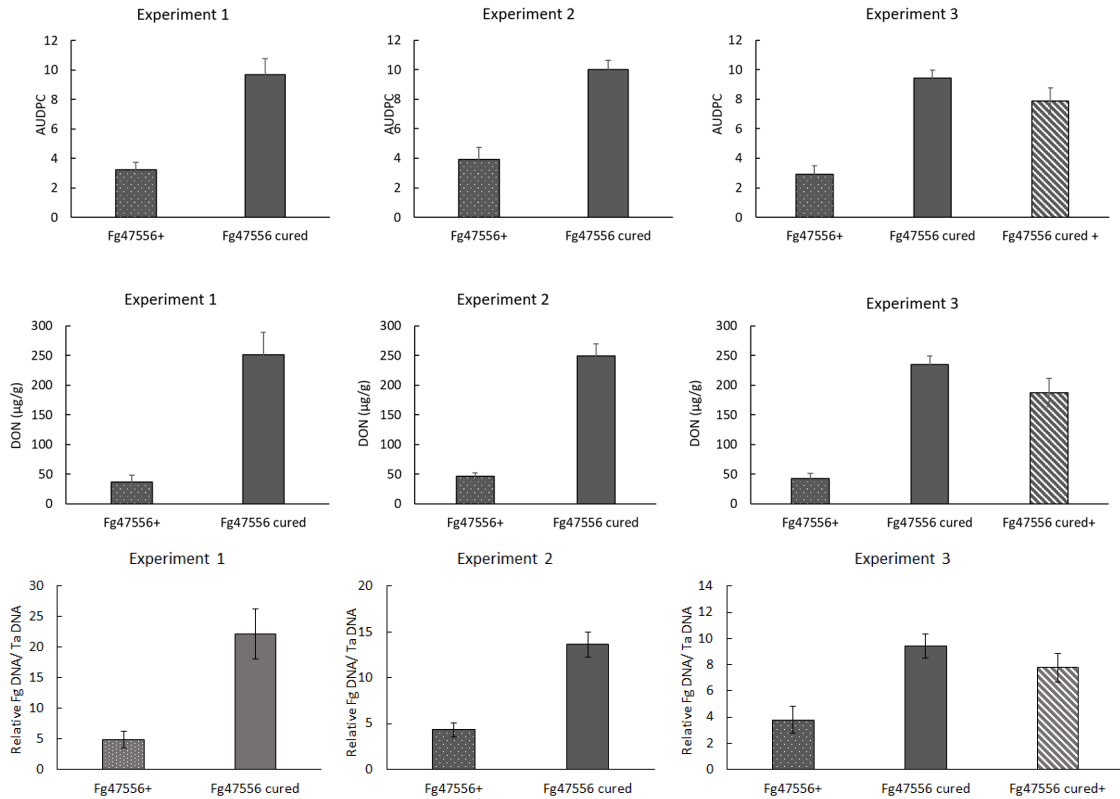 Experiment 1
AUDPC
12
10
8
6
4
2
0
Fg47556+ Fg47556 cured
Experiment 2
AUDPC
12
10
8
6
4
2
0
Fg47556+ Fg47556 cured
Experiment 3
AUDPC
12
10
8
6
4
2
0
Fg47556+ Fg47556 cured Fg47556 cured +
Experiment 1
DON (µg/g)
300
250
200
150
100
50
0
Fg47556+ Fg47556 cured
Experiment 2
DON (µg/g)
300
250
200
150
100
50
0
Fg47556+ Fg47556 cured
Experiment 3
DON (µg/g)
300
250
200
150
100
50
0
Fg47556+ Fg47556 cured Fg47556 cured+
Experiment 1
Relative Fg DNA/ Ta DNA
30
25
20
15
10
5
0
Fg47556+ Fg47556 cured
Experiment 2
Relative Fg DNA/ Ta DNA
20
15
10
5
0
Fg47556+ Fg47556 cured
Experiment 3
Relative Fg DNA/ Ta DNA
14
12
10
8
6
4
2
0
Fg47556+ Fg47556 cured Fg47556 cured+